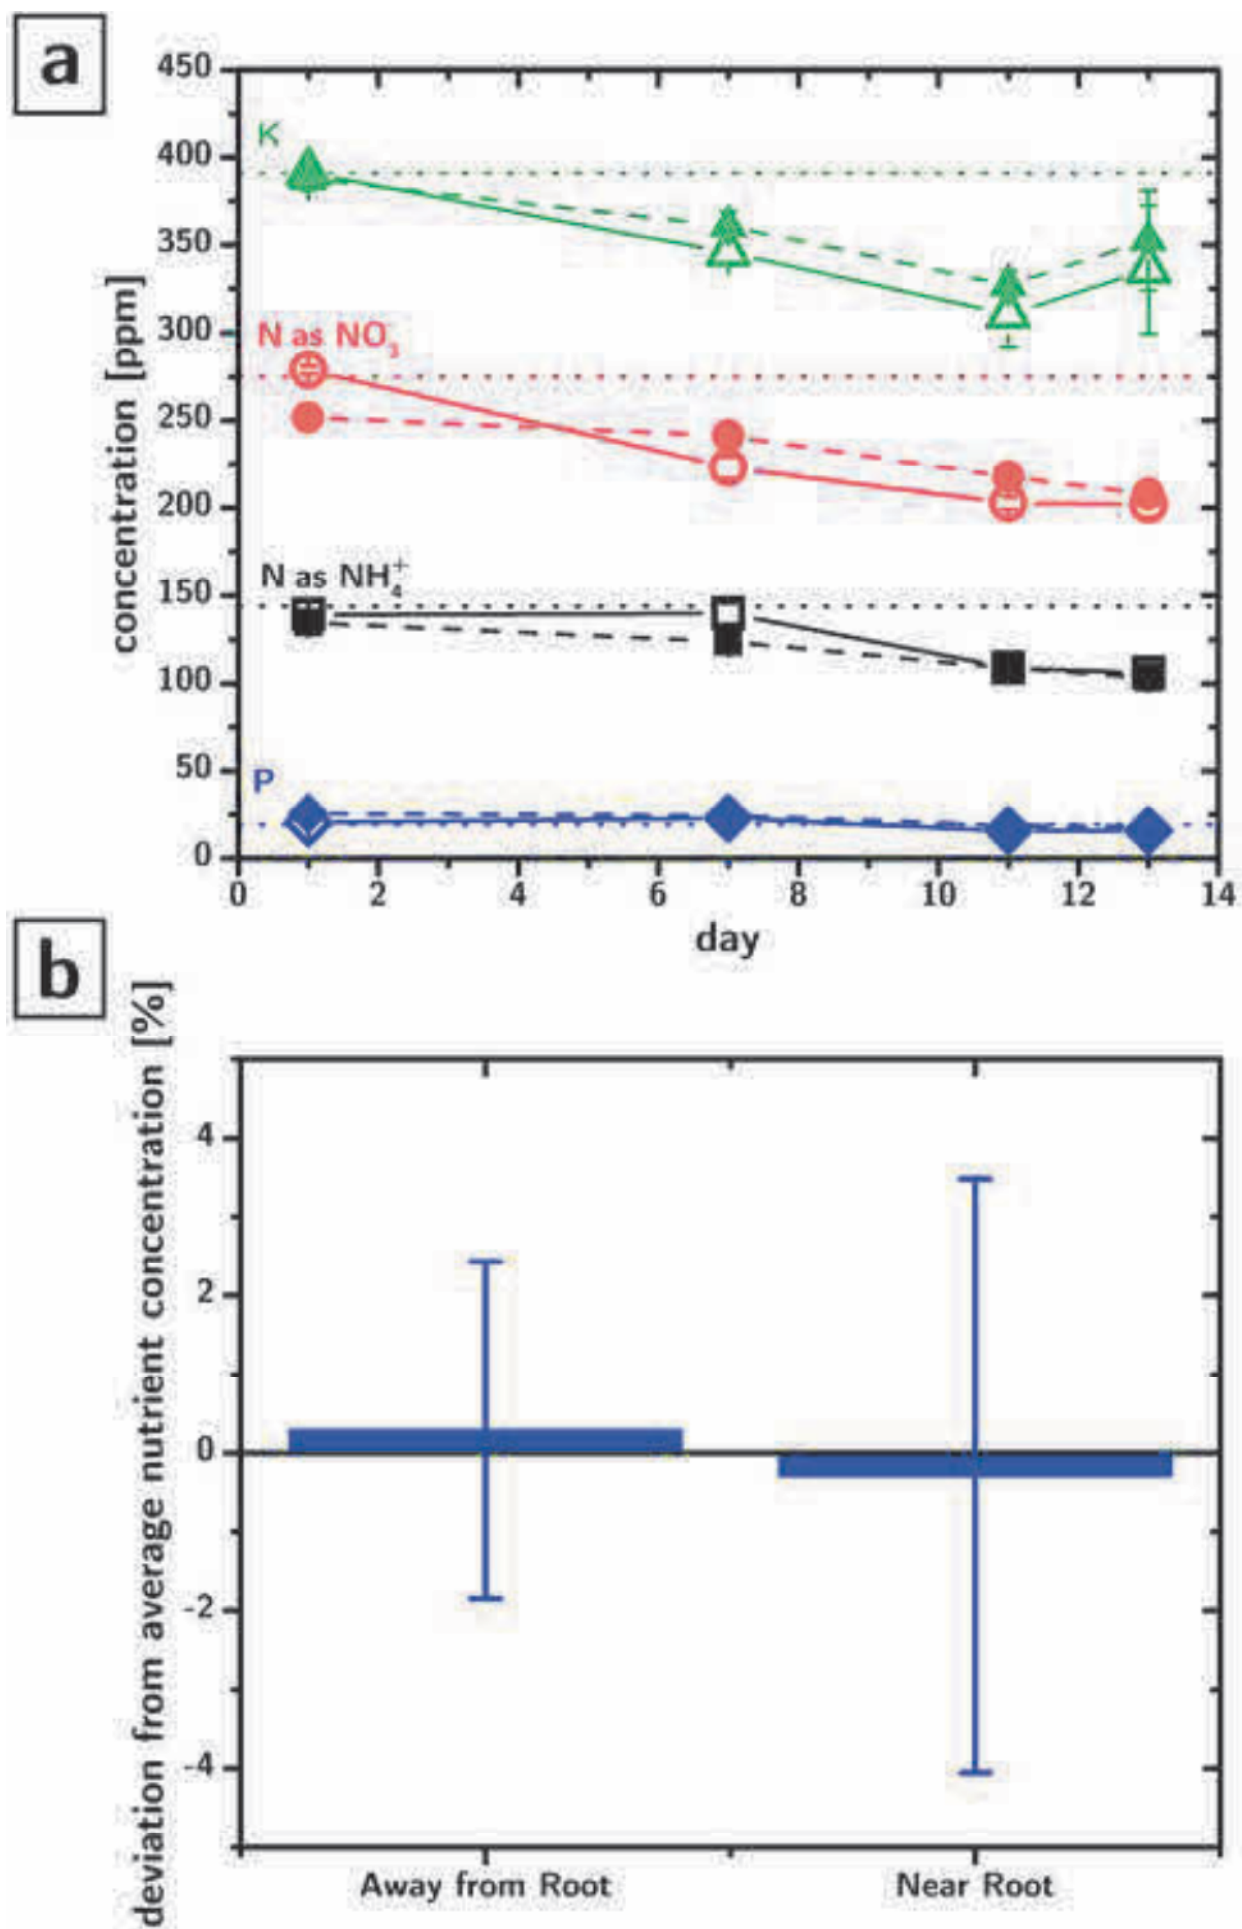 a
450
400
350
300
250
200
150
100
50
0
concentration [ppm]
K
N as NO₃⁻
N as NH₄⁺
P
0 2 4 6 8 10 12 14
day
b
deviation from average nutrient concentration [%]
4
2
0
-2
-4
Away from Root Near Root